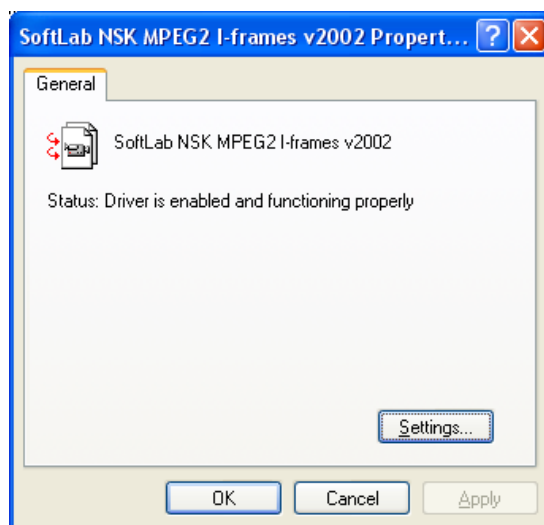 SoftLab NSK MPEG2 I-frames v2002 Propert...
General
SoftLab NSK MPEG2 I-frames v2002
Status: Driver is enabled and functioning properly
Settings...
OK Cancel Apply